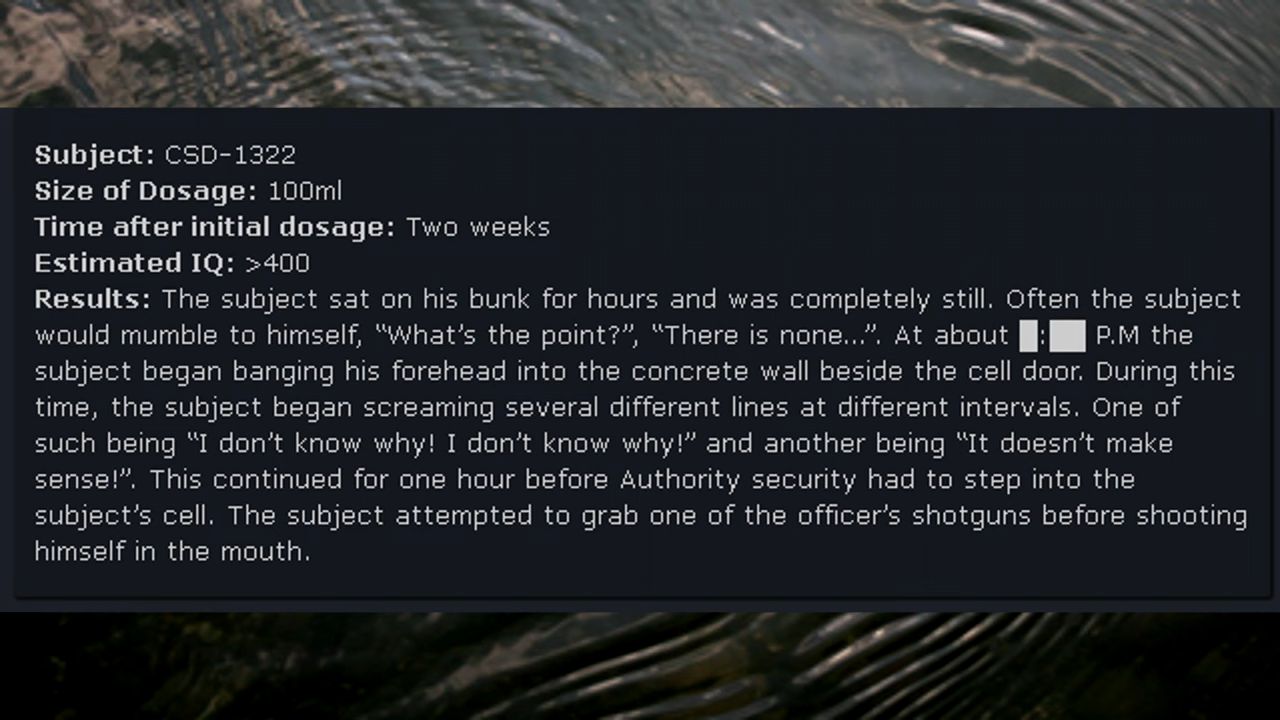 Subject: CSD-1322
Size of Dosage: 100ml
Time after initial dosage: Two weeks
Estimated IQ: >400
Results: The subject sat on his bunk for hours and was completely still. Often the subject
would mumble to himself, “What’s the point?”, “There is none...”. At about █:██ P.M the
subject began banging his forehead into the concrete wall beside the cell door. During this
time, the subject began screaming several different lines at different intervals. One of
such being “I don’t know why! I don’t know why!” and another being “It doesn’t make
sense!”. This continued for one hour before Authority security had to step into the
subject’s cell. The subject attempted to grab one of the officer’s shotguns before shooting
himself in the mouth.